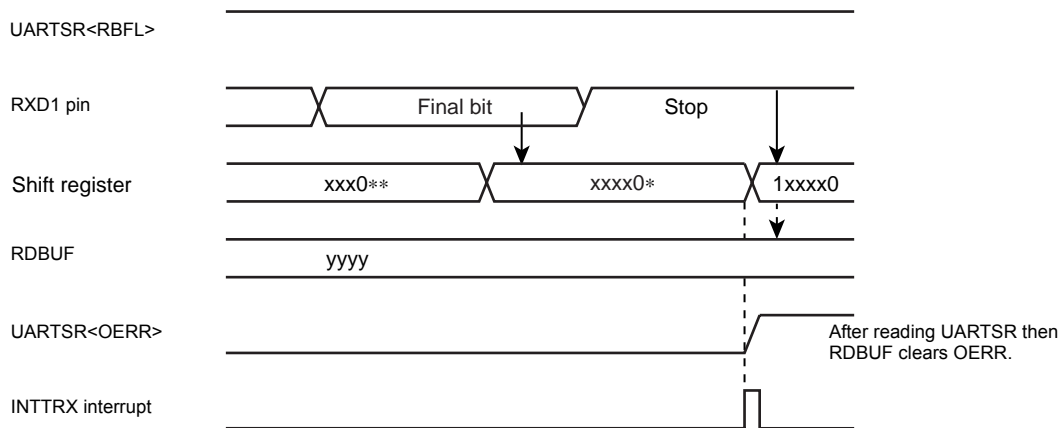 UARTSR<RBFL>
RXD1 pin
Final bit
Stop
Shift register
xxx0**
xxxx0*
1xxxx0
RDBUF
yyyy
UARTSR<OERR>
After reading UARTSR then
RDBUF clears OERR.
INTTRX interrupt